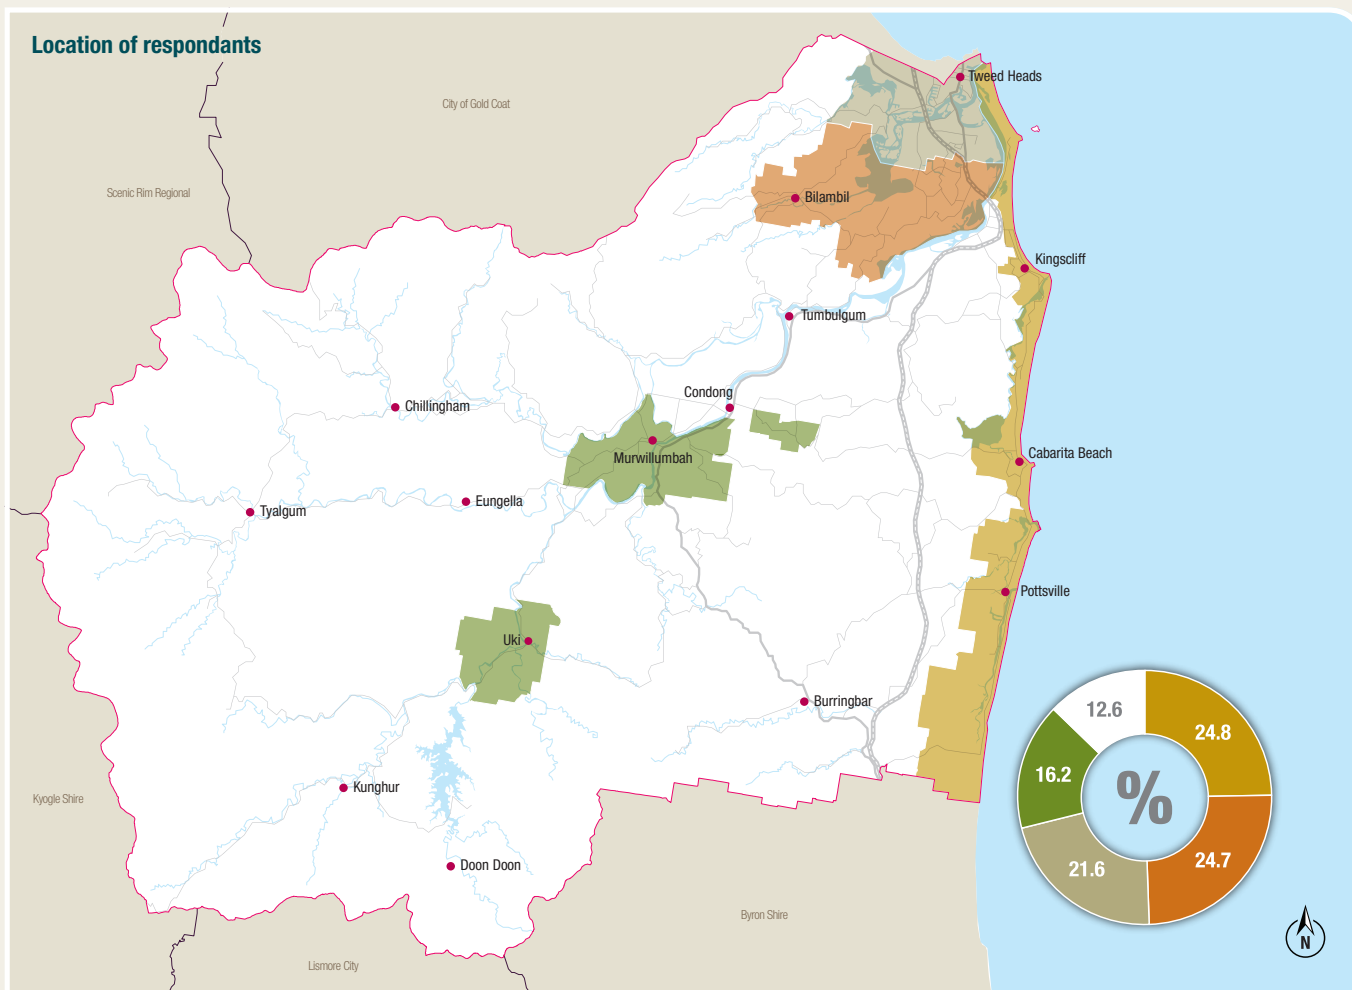 Location of respondants
City of Gold Coat
Scenic Rim Regional
Tweed Heads
Bilambil
Kingscliff
Tumbulgum
Condong
Chillingham
Murwillumbah
Cabarita Beach
Eungella
Tyalgum
Pottsville
Uki
Burringbar
Kunghur
Kyogle Shire
Doon Doon
Byron Shire
Lismore City
12.6
24.8
16.2
%
24.7
21.6
N